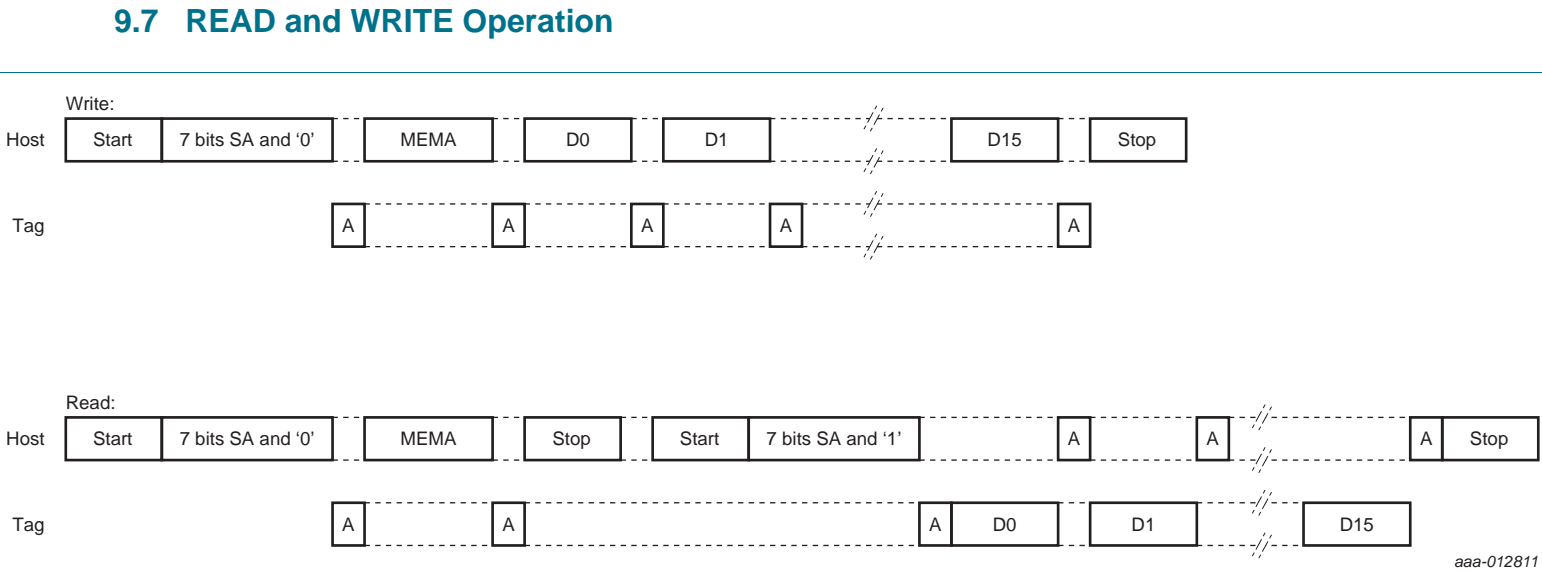 9.7 READ and WRITE Operation
Write:
Host Start 7 bits SA and ‘0’ MEMA D0 D1 D15 Stop
Tag A A A A A
Read:
Host Start 7 bits SA and ‘0’ MEMA Stop Start 7 bits SA and ‘1’ A A A Stop
Tag A A A D0 D1 D15
aaa-012811